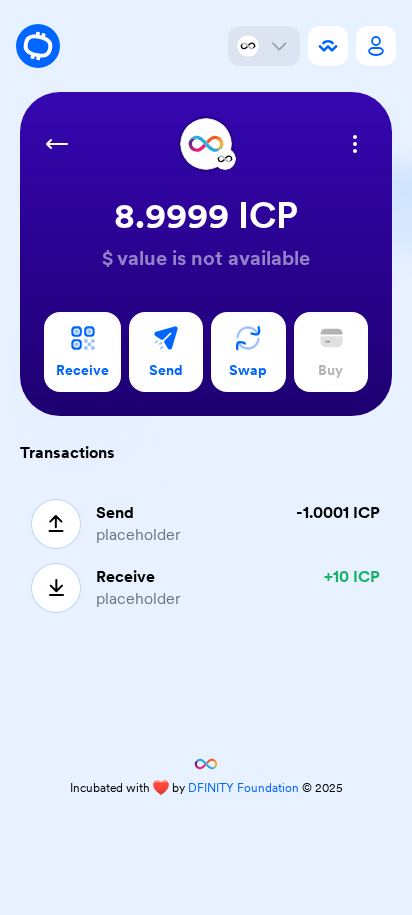 8.9999 ICP
$ value is not available
Receive
Send
Swap
Buy
Transactions
Send
-1.0001 ICP
placeholder
Receive
+10 ICP
placeholder
Incubated with ❤️ by DFINITY Foundation © 2025